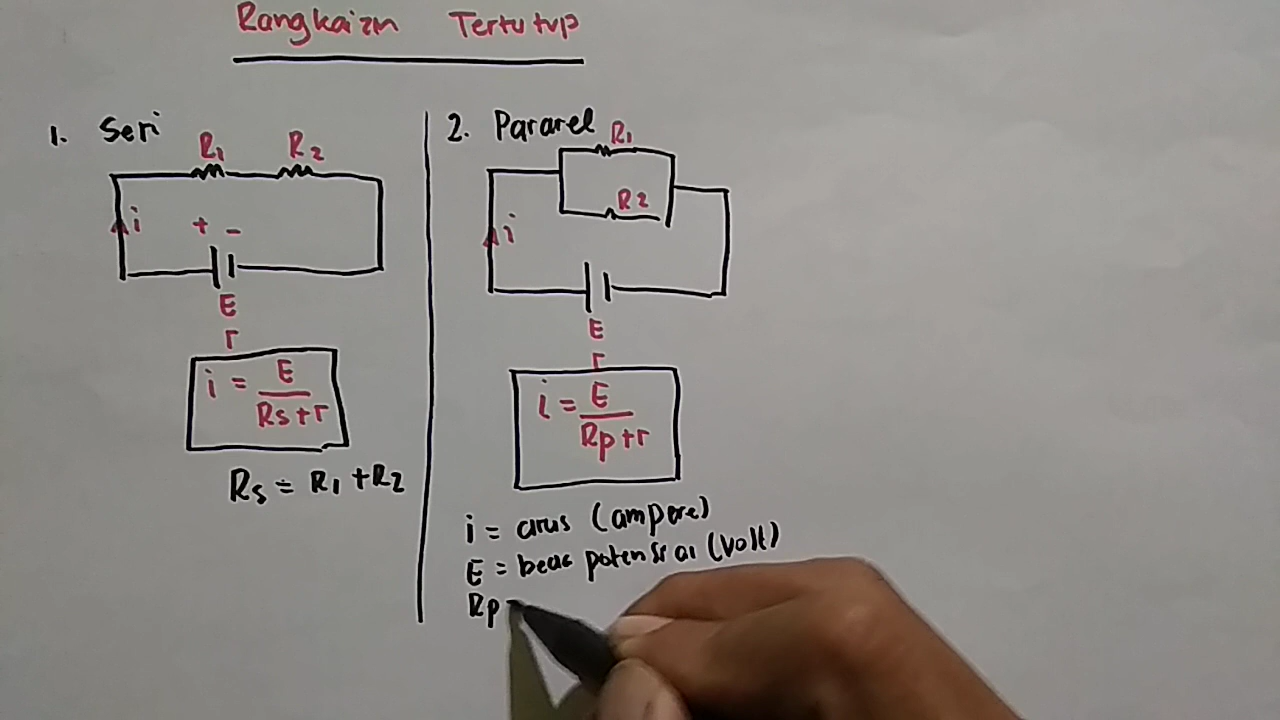 Rangkaian Tertutup
1. Seri
R1 R2
i
+ -
E
r
i = E / Rs+r
Rs = R1 + R2
2. Pararel
R1
R2
i
E
r
i = E / Rp+r
i = arus (ampere)
E = beda potensial (Volt)
Rp =